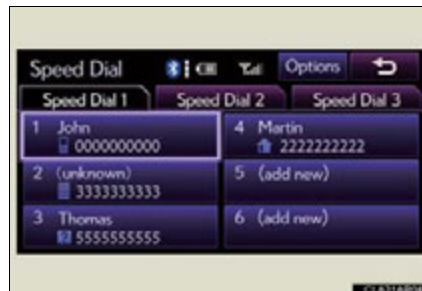 Speed Dial
Options
Speed Dial 1
Speed Dial 2
Speed Dial 3
1 John
0000000000
4 Martin
2222222222
2 (unknown)
3333333333
5 (add new)
3 Thomas
5555555555
6 (add new)